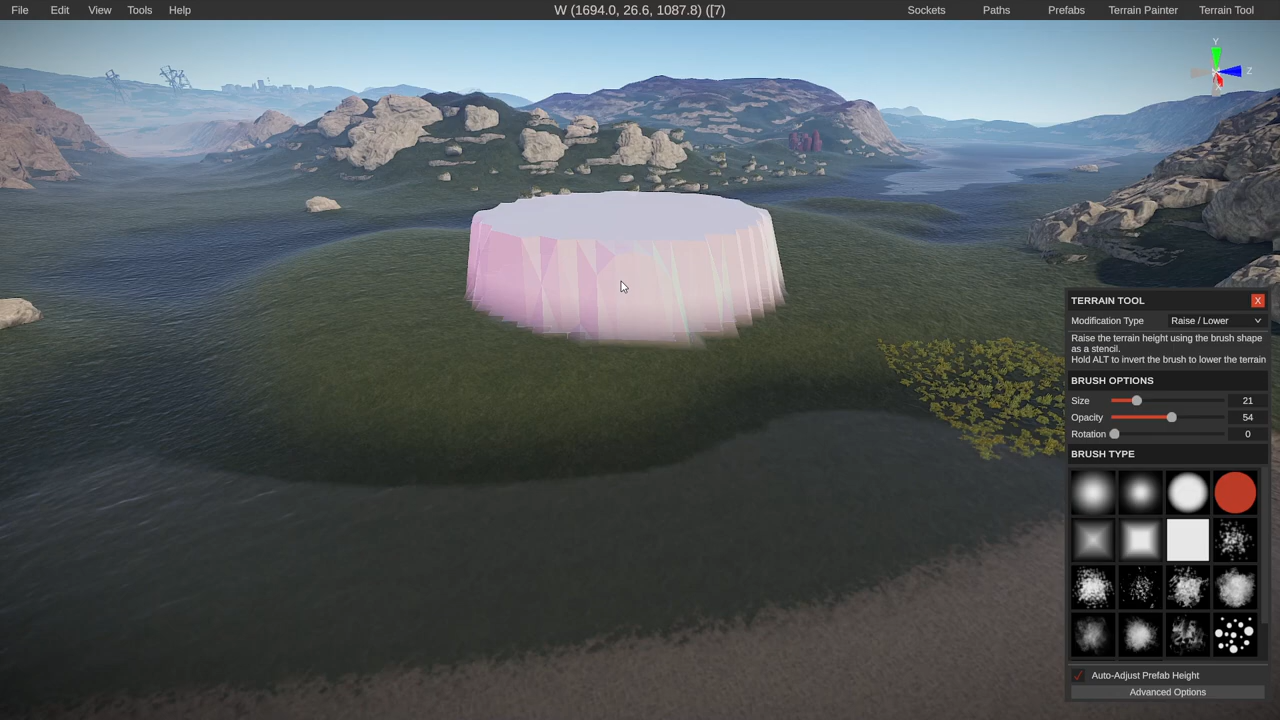 File Edit View Tools Help W (1694.0, 26.6, 1087.8) ([7) Sockets Paths Prefabs Terrain Painter Terrain Tool
Y
Z
TERRAIN TOOL X
Modification Type Raise / Lower
Raise the terrain height using the brush shape
as a stencil.
Hold ALT to invert the brush to lower the terrain
BRUSH OPTIONS
Size 21
Opacity 54
Rotation 0
BRUSH TYPE
Auto-Adjust Prefab Height
Advanced Options